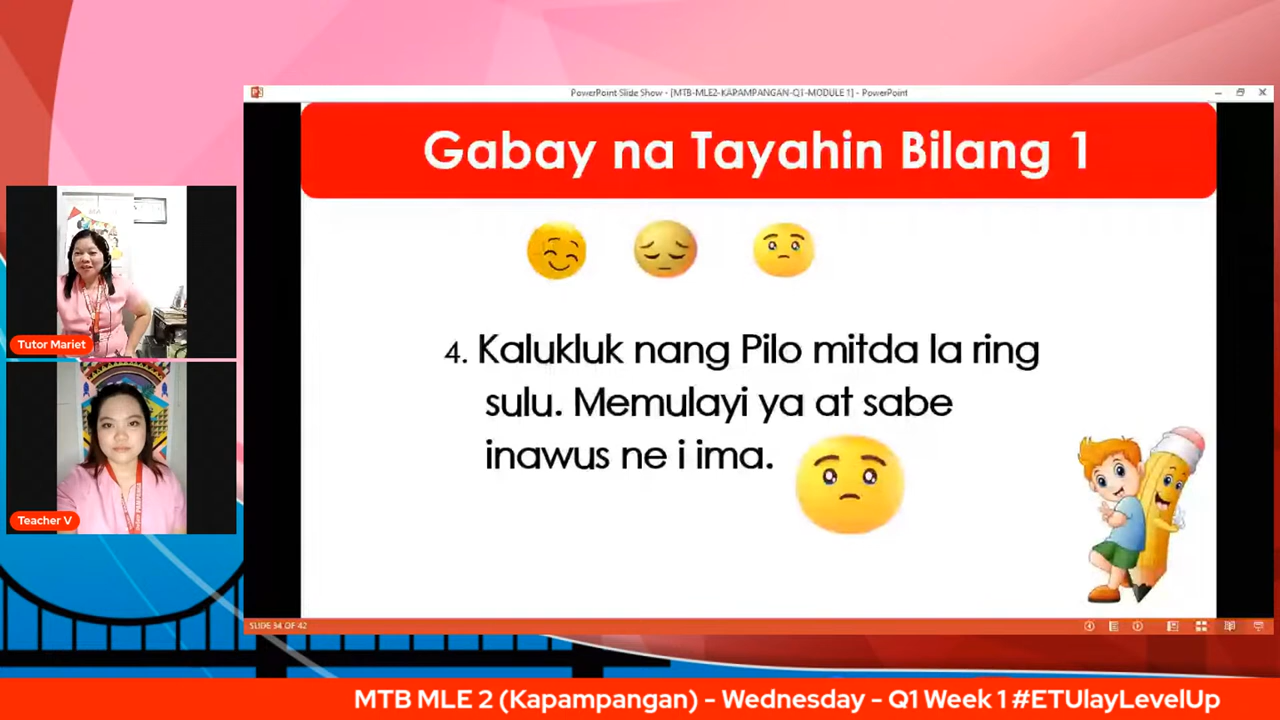 PowerPoint Slide Show - [MTB-MLE2-KAPAMPANGAN-Q1-MODULE 1] - PowerPoint
Gabay na Tayahin Bilang 1
4. Kalukluk nang Pilo mitda la ring
sulu. Memulayi ya at sabe
inawus ne i ima.
Tutor Mariet
Teacher V
SLIDE 34 OF 42
MTB MLE 2 (Kapampangan) - Wednesday - Q1 Week 1 #ETUlayLevelUp